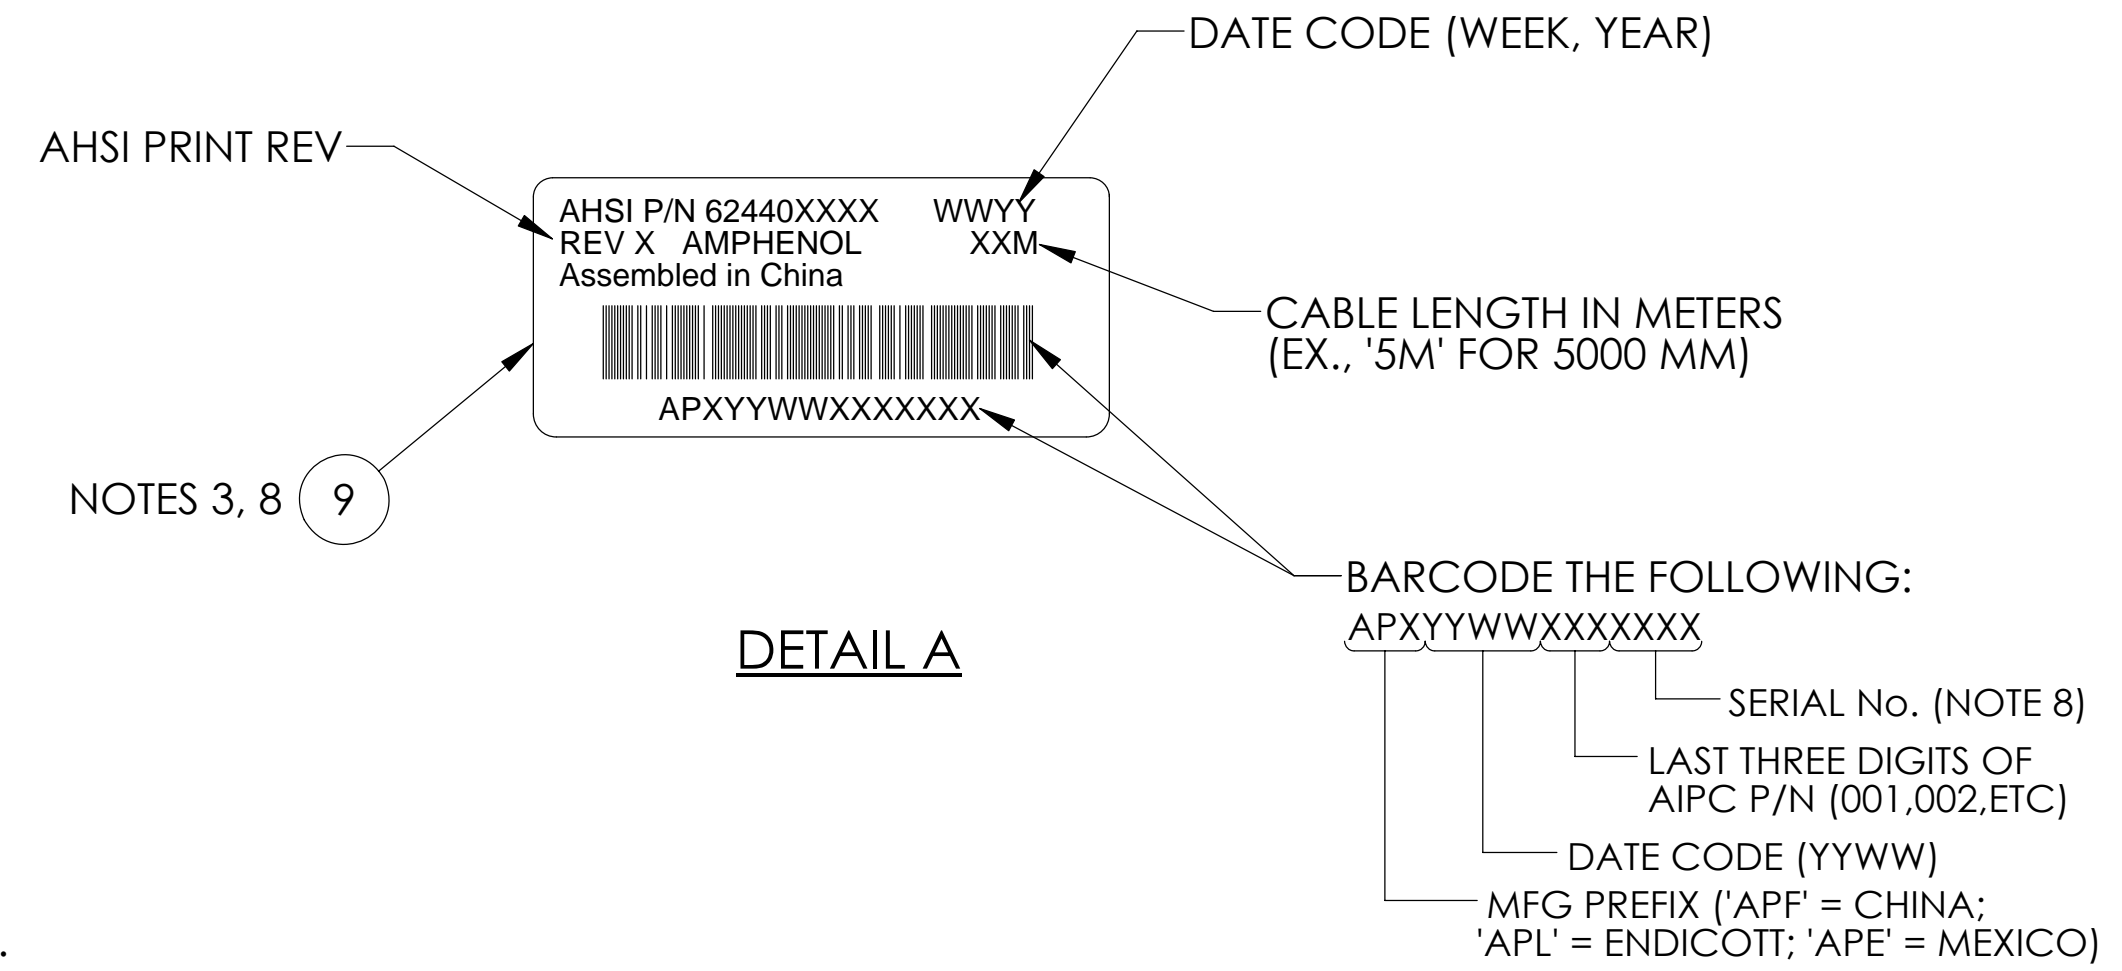 DATE CODE (WEEK, YEAR)
AHSI PRINT REV
AHSI P/N 62440XXXX WWYY
REV X AMPHENOL XXM
Assembled in China
CABLE LENGTH IN METERS
(EX., '5M' FOR 5000 MM)
APXYYWWXXXXXXX
NOTES 3, 8 9
BARCODE THE FOLLOWING:
APXYYWWXXXXXXX
DETAIL A
SERIAL No. (NOTE 8)
LAST THREE DIGITS OF
AIPC P/N (001,002,ETC)
DATE CODE (YYWW)
MFG PREFIX ('APF' = CHINA;
'APL' = ENDICOTT; 'APE' = MEXICO)
.